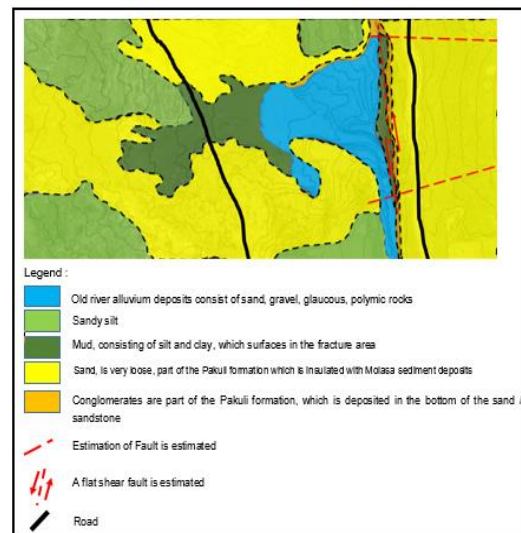 Legend :
Old river alluvium deposits consist of sand, gravel, glaucous, polymic rocks
Sandy silt
Mud, consisting of silt and clay, which surfaces in the fracture area
Sand, is very loose, part of the Pakuli formation which is insulated with Molasa sediment deposits
Conglomerates are part of the Pakuli formation, which is deposited in the bottom of the sand /
sandstone
Estimation of Fault is estimated
A flat shear fault is estimated
Road